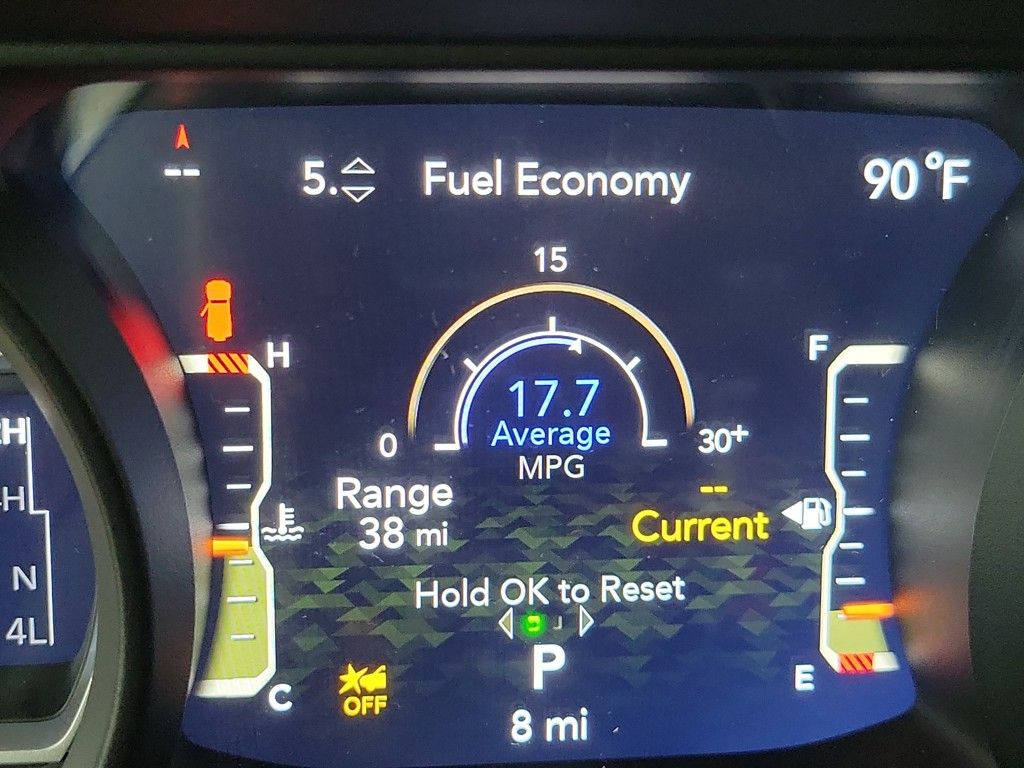 --
5. Fuel Economy
90°F
15
H
F
17.7
0
Average
30+
MPG
Range
--
38 mi
Current
Hold OK to Reset
P
OFF
E
C
8 mi
H
N
4L